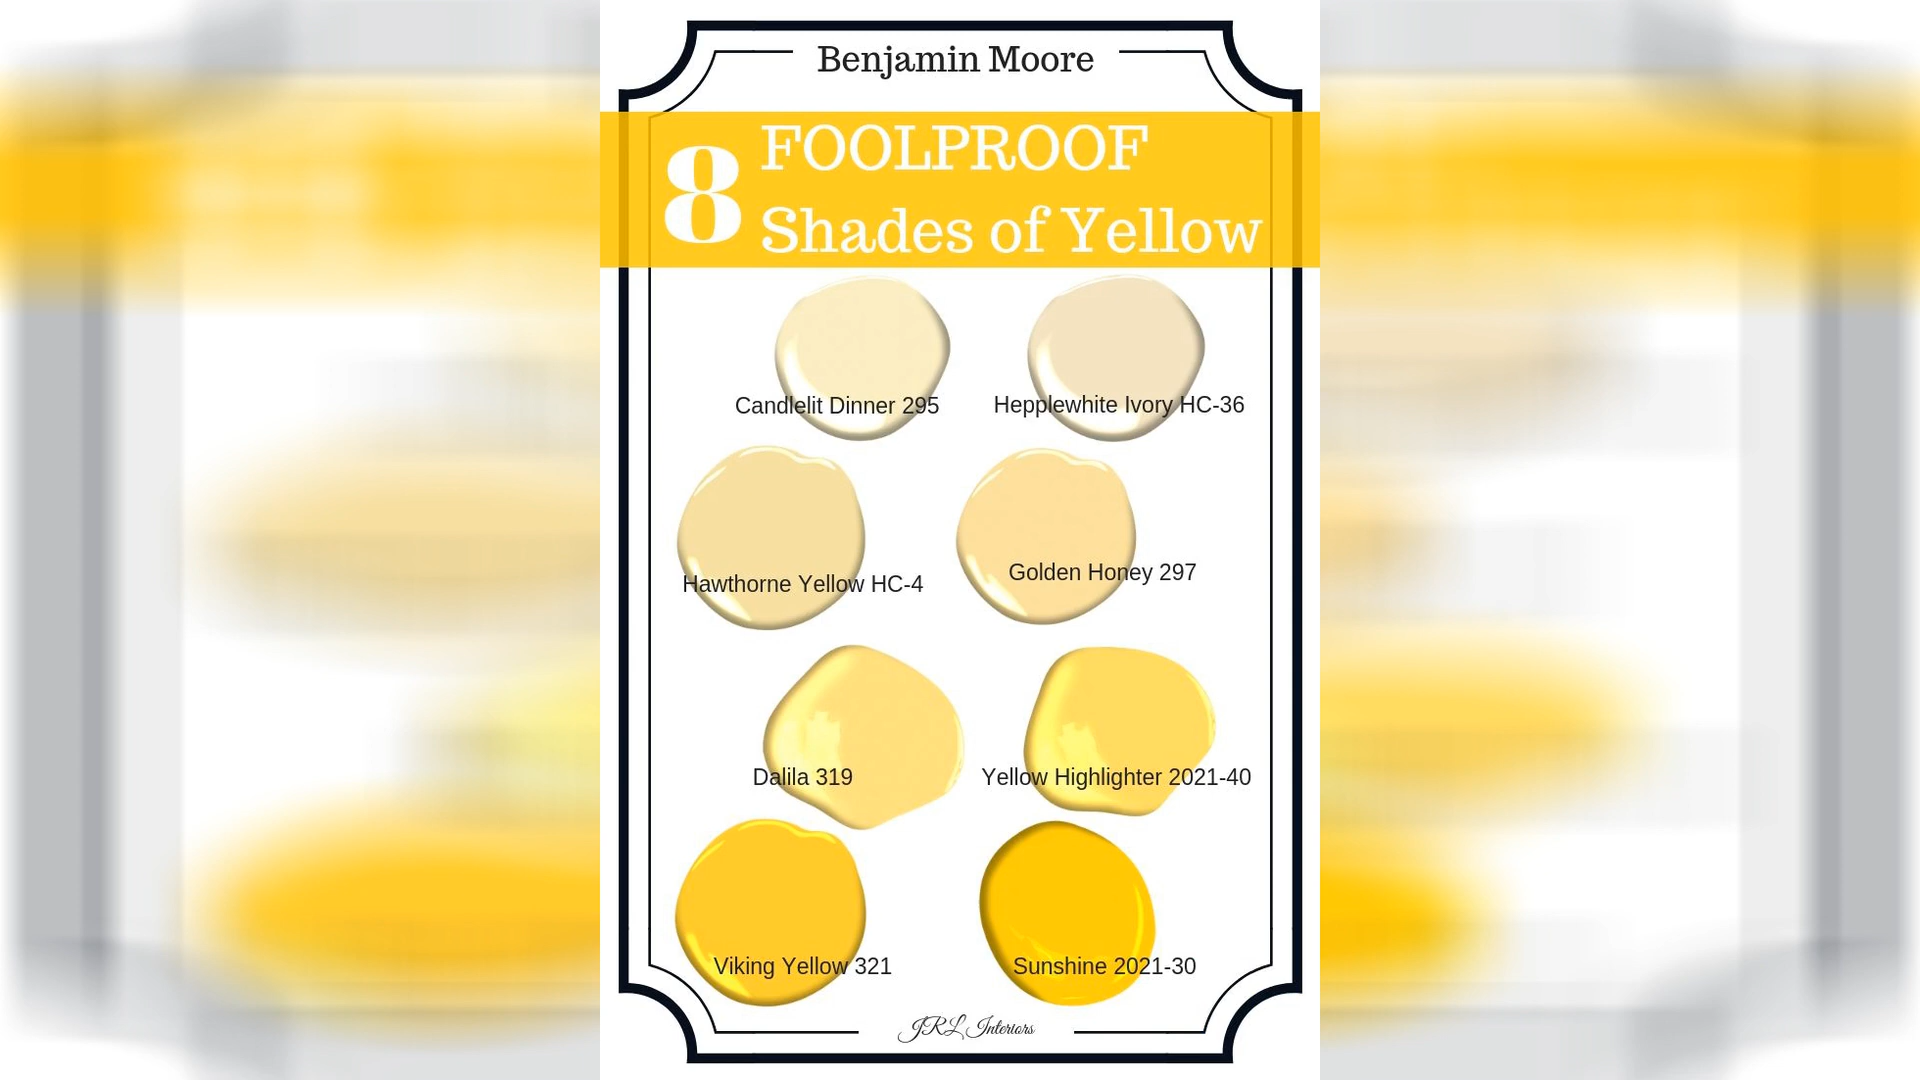 Benjamin Moore
8
FOOLPROOF
Shades of Yellow
Candlelit Dinner 295
Hepplewhite Ivory HC-36
Hawthorne Yellow HC-4
Golden Honey 297
Dalila 319
Yellow Highlighter 2021-40
Viking Yellow 321
Sunshine 2021-30
JRL Interiors